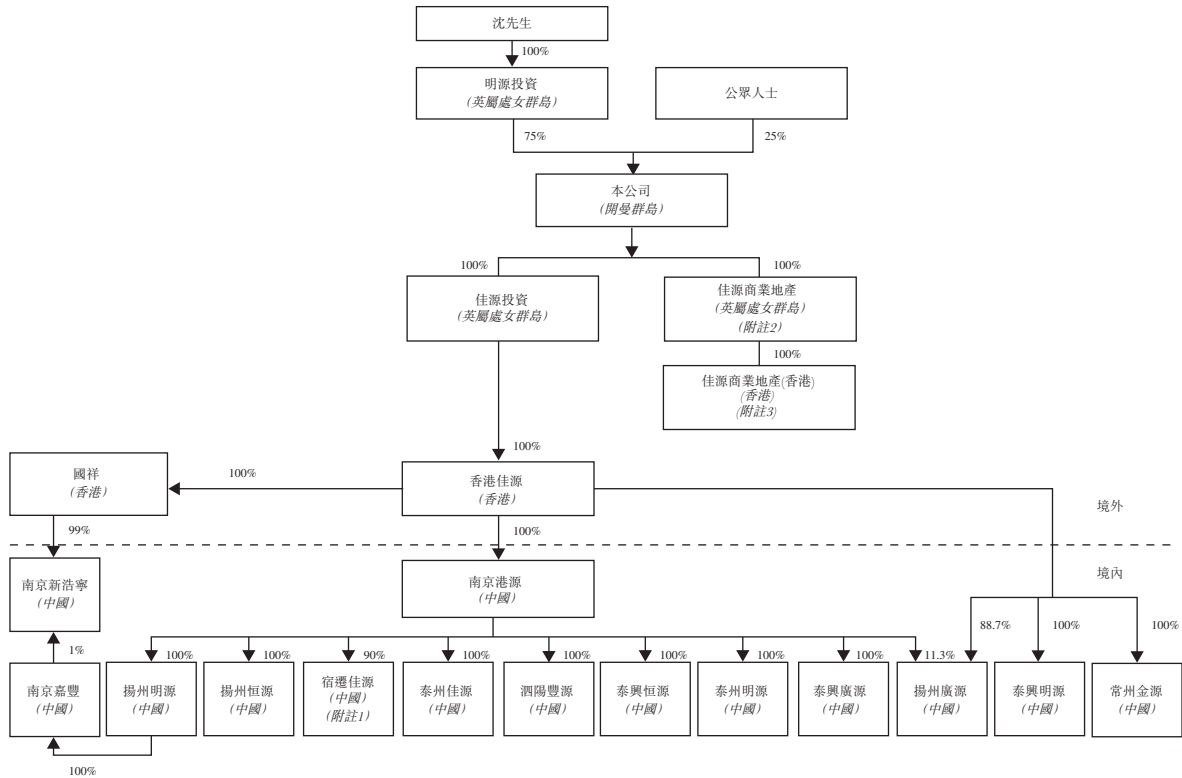 沈先生
100%
明源投資
(英屬處女群島)
公眾人士
75%
25%
本公司
(開曼群島)
100%
100%
佳源投資
(英屬處女群島)
佳源商業地產
(英屬處女群島)
(附註2)
100%
佳源商業地產(香港)
(香港)
(附註3)
100%
國祥
(香港)
100%
香港佳源
(香港)
境外
99%
100%
境內
南京新浩寧
(中國)
南京港源
(中國)
88.7%
100%
100%
1%
100%
100%
90%
100%
100%
100%
100%
100%
11.3%
南京嘉豐
(中國)
揚州明源
(中國)
揚州恒源
(中國)
宿遷佳源
(中國)
(附註1)
泰州佳源
(中國)
泗陽豐源
(中國)
泰興恒源
(中國)
泰州明源
(中國)
泰興廣源
(中國)
揚州廣源
(中國)
泰興明源
(中國)
常州金源
(中國)
100%